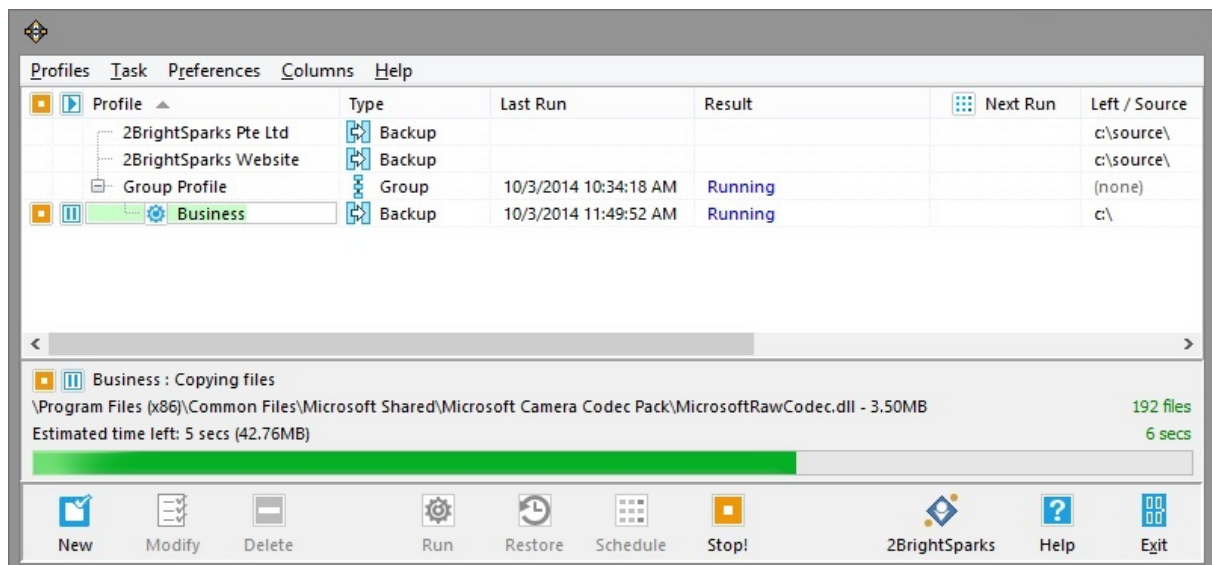 Profiles Task Preferences Columns Help
Profile Type Last Run Result Next Run Left / Source
2BrightSparks Pte Ltd Backup c:\source\
2BrightSparks Website Backup c:\source\
Group Profile Group 10/3/2014 10:34:18 AM Running (none)
Business Backup 10/3/2014 11:49:52 AM Running c:\
Business : Copying files
\Program Files (x86)\Common Files\Microsoft Shared\Microsoft Camera Codec Pack\MicrosoftRawCodec.dll - 3.50MB 192 files
Estimated time left: 5 secs (42.76MB) 6 secs
New Modify Delete Run Restore Schedule Stop! 2BrightSparks Help Exit